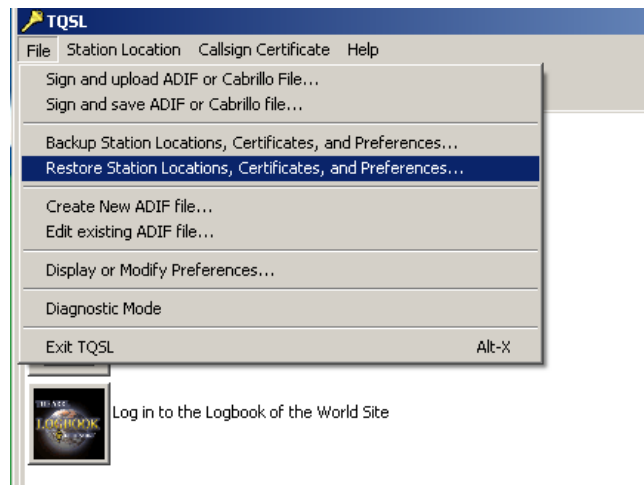 TQSL
File Station Location Callsign Certificate Help
Sign and upload ADIF or Cabrillo File...
Sign and save ADIF or Cabrillo file...
Backup Station Locations, Certificates, and Preferences...
Restore Station Locations, Certificates, and Preferences...
Create New ADIF file...
Edit existing ADIF file...
Display or Modify Preferences...
Diagnostic Mode
Exit TQSL Alt-X
LOGBOOK
Log in to the Logbook of the World Site